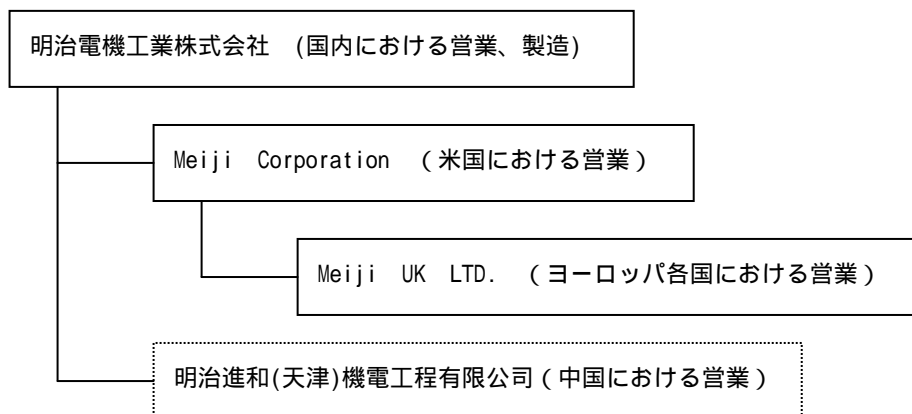 明治電機工業株式会社 (国内における営業、製造)
Meiji Corporation （米国における営業）
Meiji UK LTD. （ヨーロッパ各国における営業）
明治進和(天津)機電工程有限公司（中国における営業）